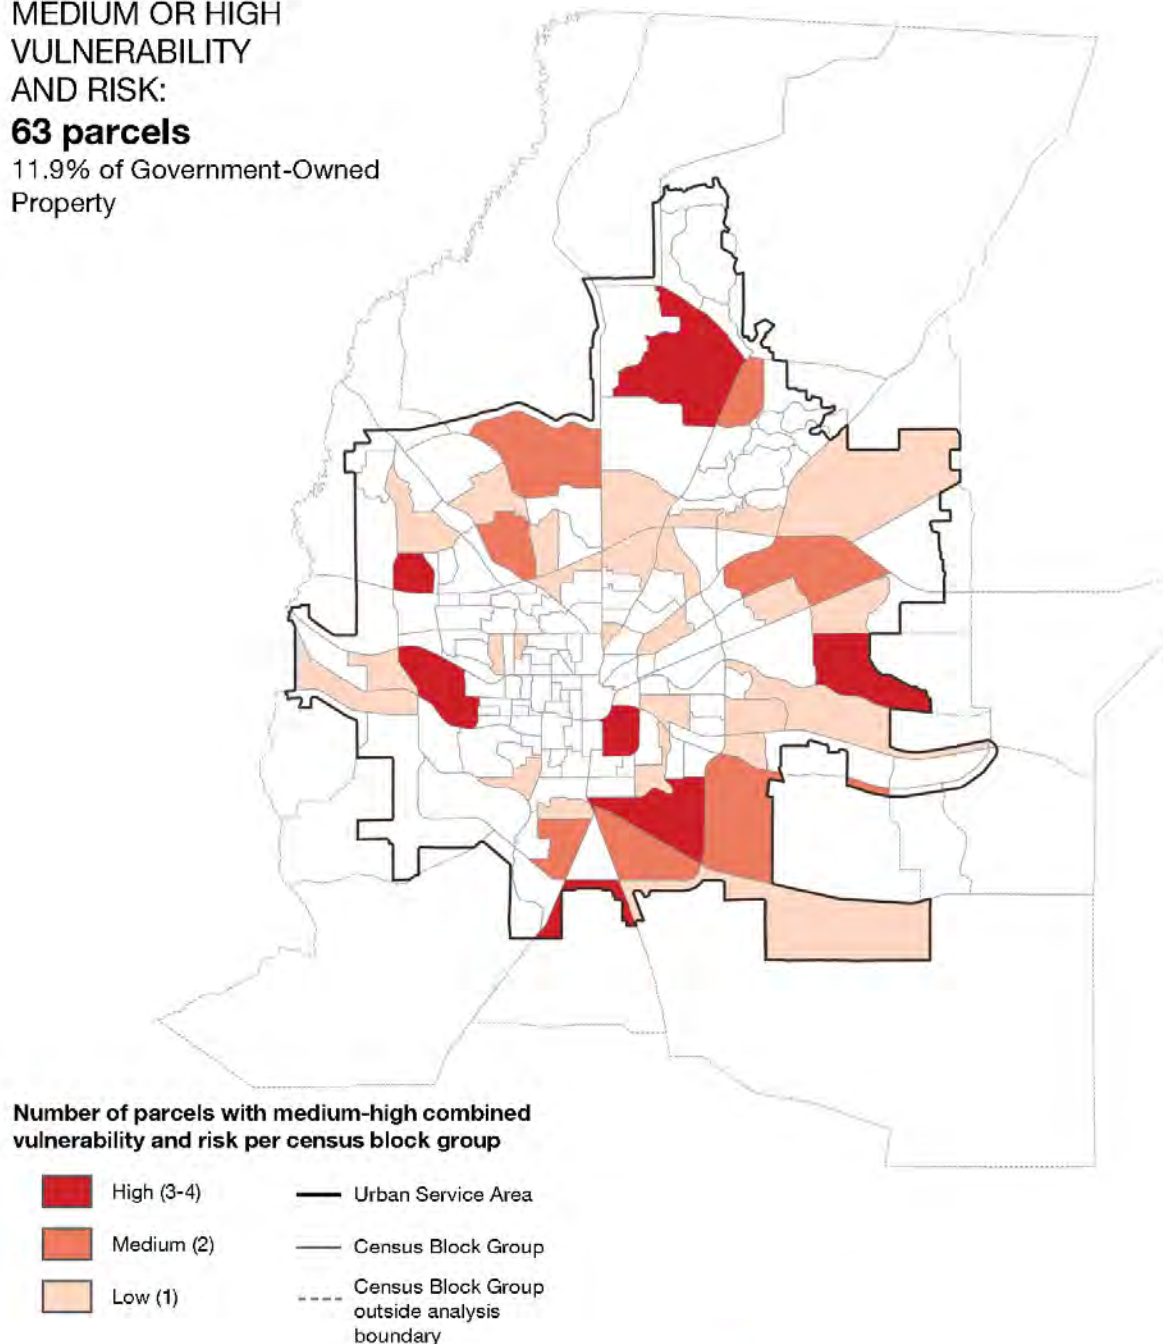 MEDIUM OR HIGH
VULNERABILITY
AND RISK:
63 parcels
11.9% of Government-Owned
Property
Number of parcels with medium-high combined
vulnerability and risk per census block group
High (3-4)
Medium (2)
Low (1)
Urban Service Area
Census Block Group
Census Block Group
outside analysis
boundary